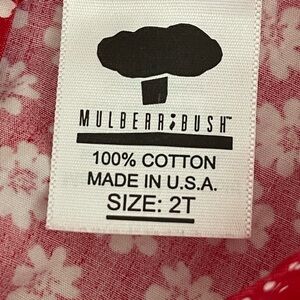 MULBERRIBUSH™
100% COTTON
MADE IN U.S.A.
SIZE: 2T